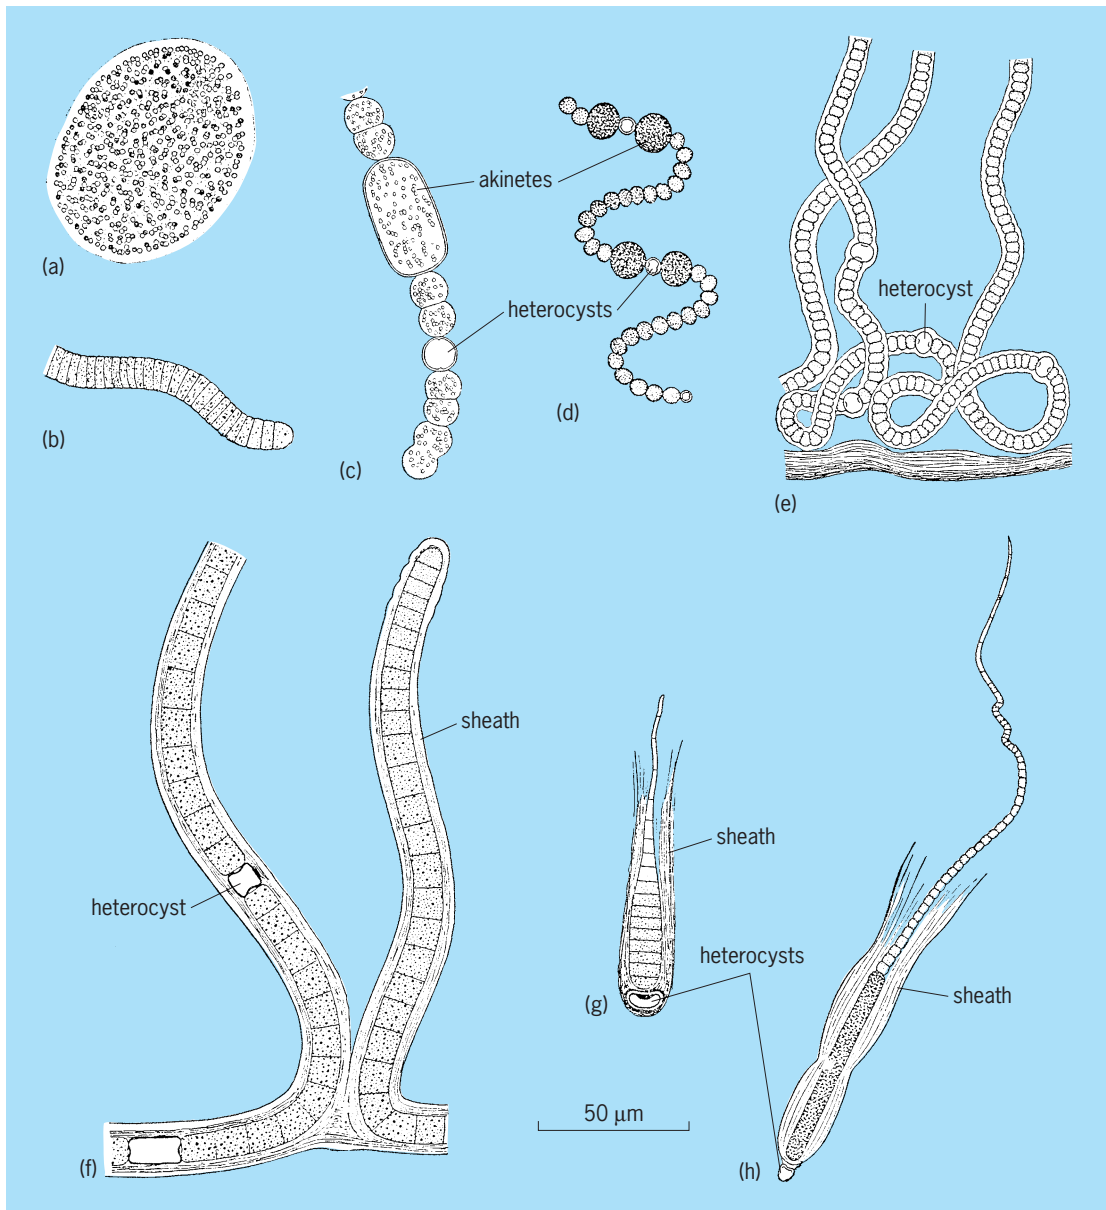 (a)
(b)
(c)
akinetes
heterocysts
(d)
heterocyst
(e)
sheath
heterocyst
(f)
sheath
heterocysts
(g)
50 μm
sheath
(h)